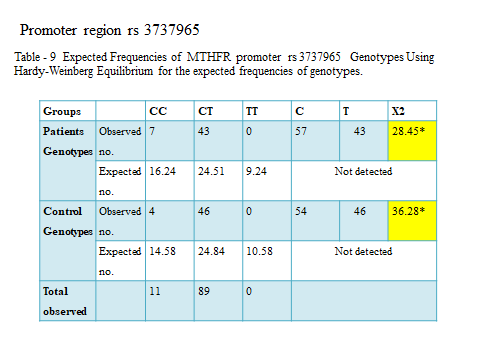 Promoter region rs 3737965
Table - 9 Expected Frequencies of MTHFR promoter rs 3737965 Genotypes Using
Hardy-Weinberg Equilibrium for the expected frequencies of genotypes.
Groups CC CT TT C T X2
Patients Observed 7 43 0 57 43 28.45*
Genotypes no.
Expected 16.24 24.51 9.24 Not detected
no.
Control Observed 4 46 0 54 46 36.28*
Genotypes no.
Expected 14.58 24.84 10.58 Not detected
no.
Total 11 89 0
observed